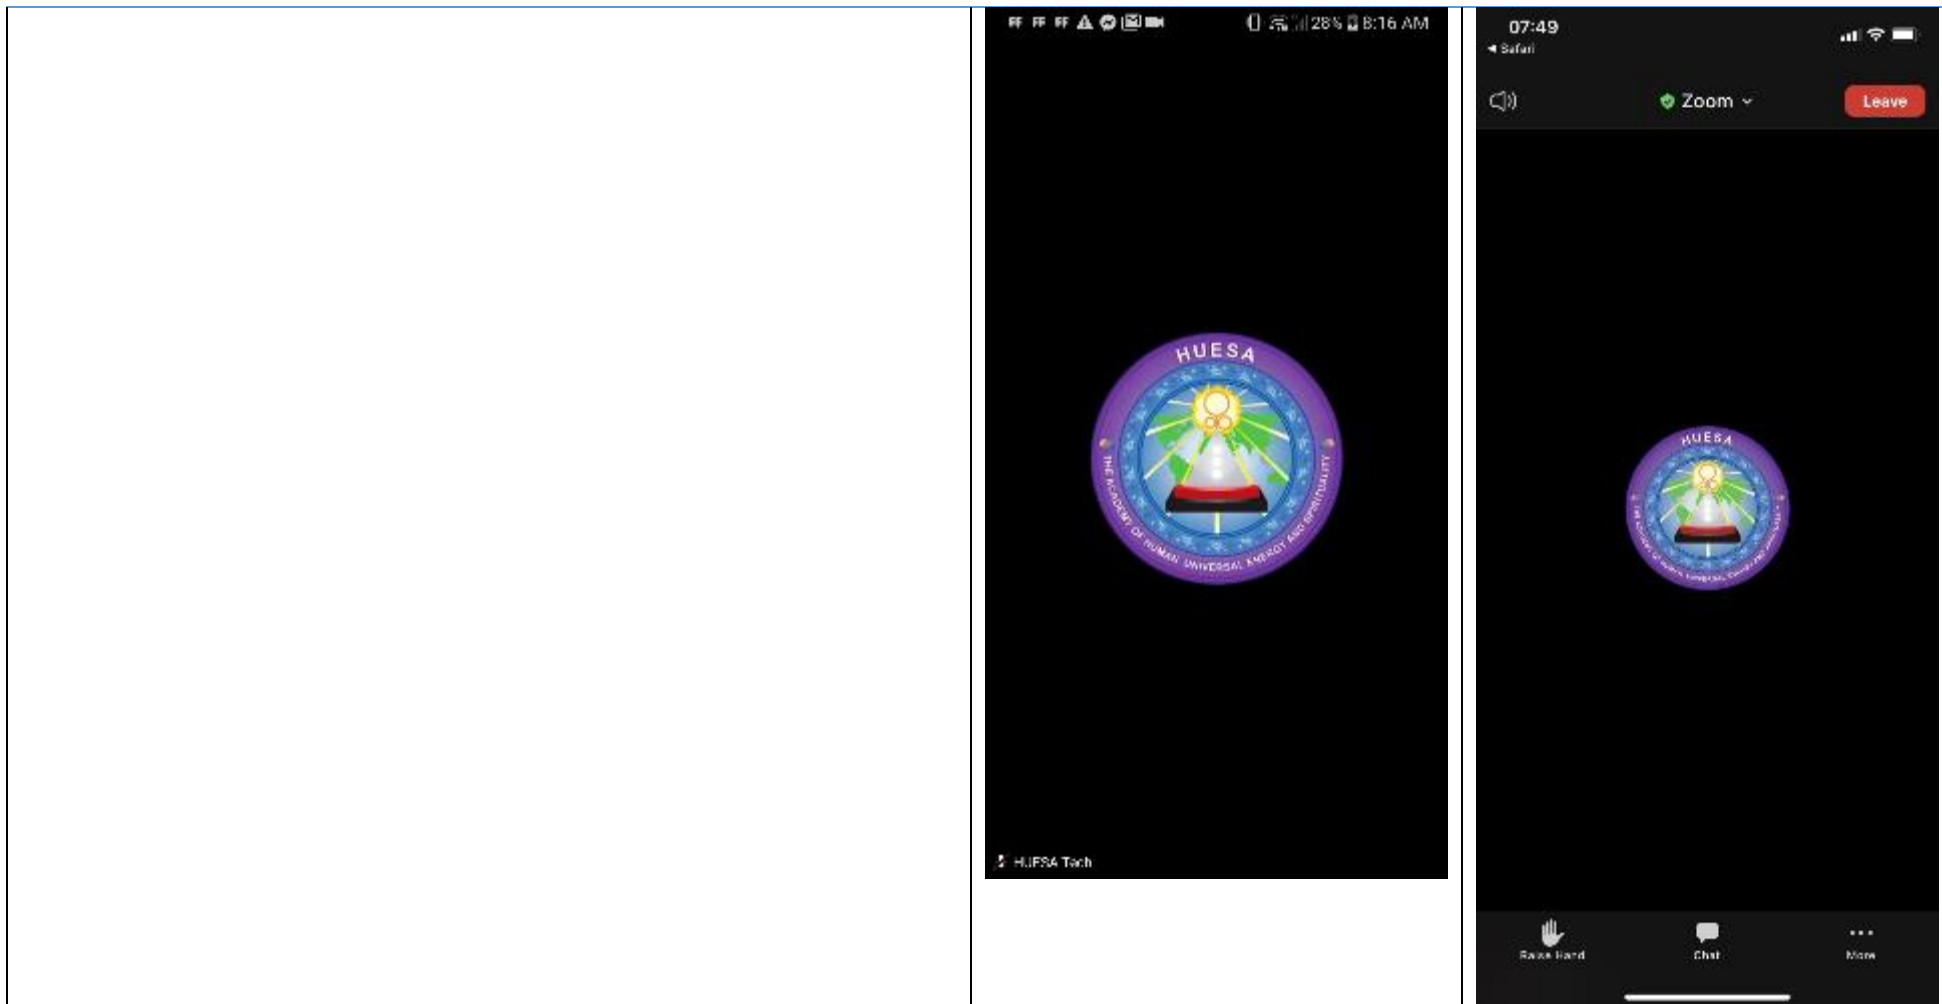 28% 8:16 AM
HUESA
THE ACADEMY OF HUMAN UNIVERSAL ENERGY AND SPIRITUALITY
HUESA Tech
07:49
Safari
Zoom
Leave
HUESA
Raise Hand
Chat
More